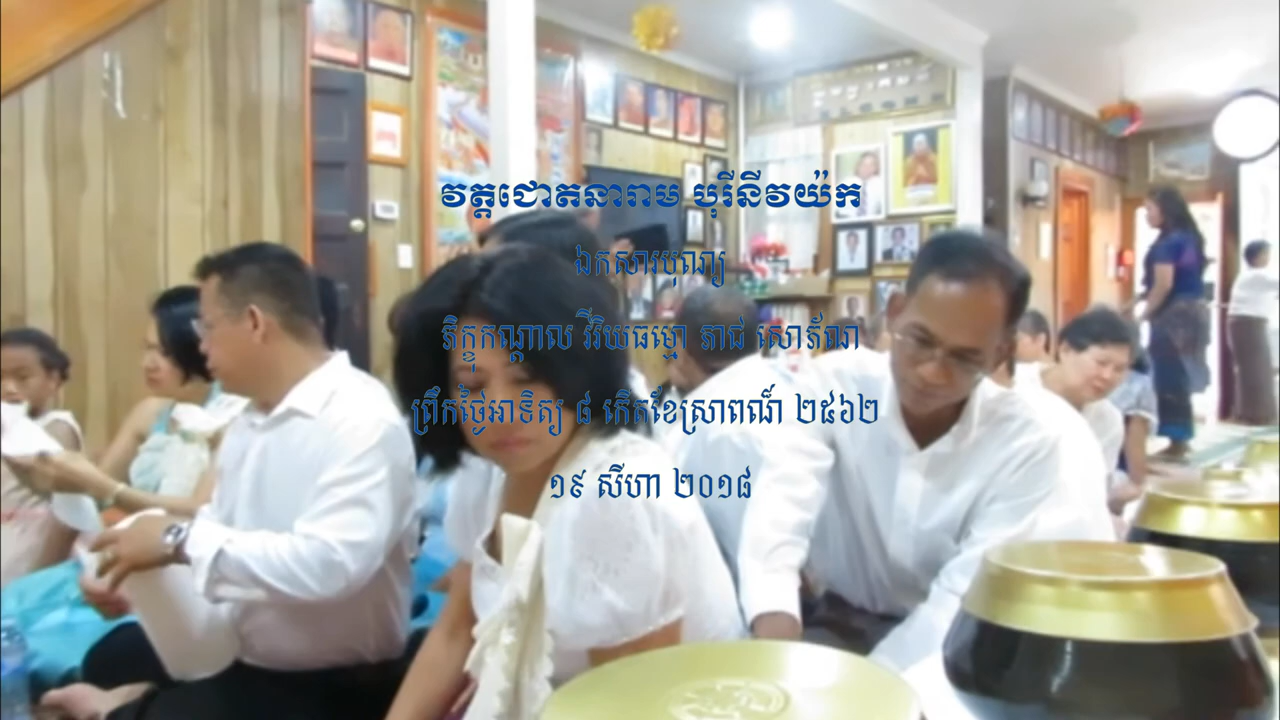 វត្តជោតនារាម បុរីនីវយ៉ក
ឯកសារបុណ្យ
ភិក្ខុកណ្ដាល វីរិយធម្មោ ភាជ សោភ័ណ
ព្រឹកថ្ងៃអាទិត្យ ៨ កើតខែស្រាពណ៍ ២៥៦២
១៩ សីហា ២០១៨